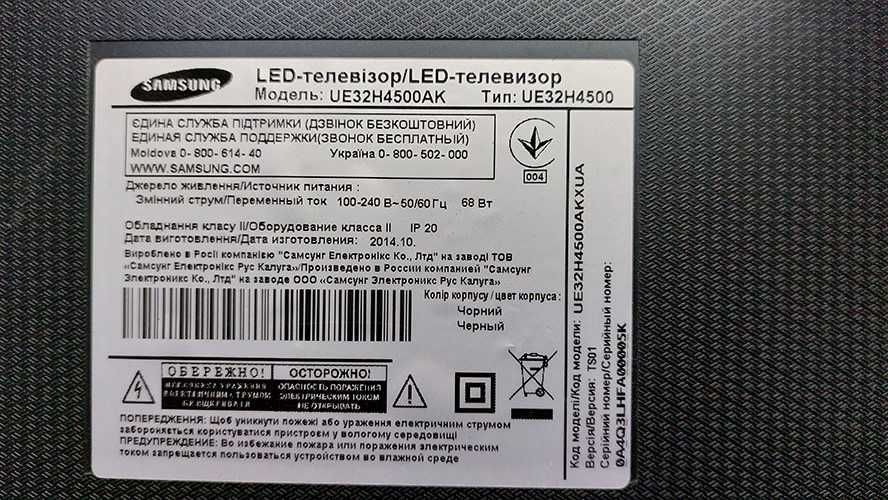 SAMSUNG
LED-телевізор/LED-телевизор
Модель: UE32H4500AK Тип: UE32H4500
ЄДИНА СЛУЖБА ПІДТРИМКИ (ДЗВІНОК БЕЗКОШТОВНИЙ)
ЕДИНАЯ СЛУЖБА ПОДДЕРЖКИ(ЗВОНОК БЕСПЛАТНЫЙ)
Moldova 0-800-614-40 Україна 0-800-502-000
WWW.SAMSUNG.COM
004
Джерело живлення/Источник питания :
Змінний струм/Переменный ток 100-240 В~50/60 Гц 68 Вт
Обладнання класу II/Оборудование класса II IP 20
Дата виготовлення/Дата изготовления: 2014.10.
Вироблено в Росії компанією "Самсунг Електронікс Ко., Лтд" на заводі ТОВ
«Самсунг Електронікс Рус Калуга»/Произведено в России компанией "Самсунг
Электроникс Ко., Лтд" на заводе ООО «Самсунг Электроникс Рус Калуга»
Колір корпусу / цвет корпуса :
Чорний
Черный
ОБЕРЕЖНО!
ОСТОРОЖНО!
ОПАСНОСТЬ ПОРАЖЕНИЯ
ЭЛЕКТРИЧЕСКИМ ТОКОМ
НЕ ОТКРЫВАТЬ
ПОПЕРЕДЖЕННЯ: Щоб уникнути пожежі або ураження електричним струмом
забороняється користуватися пристроєм у вологому середовищі
ПРЕДУПРЕЖДЕНИЕ: Во избежание пожара или поражения электрическим
током запрещается пользоваться устройством во влажной среде
Код моделі/Код модели: UE32H4500AKXUA
Версія/Версия: TS01
Серійний номер/Серийный номер:
0A4Q3LHFA00005K